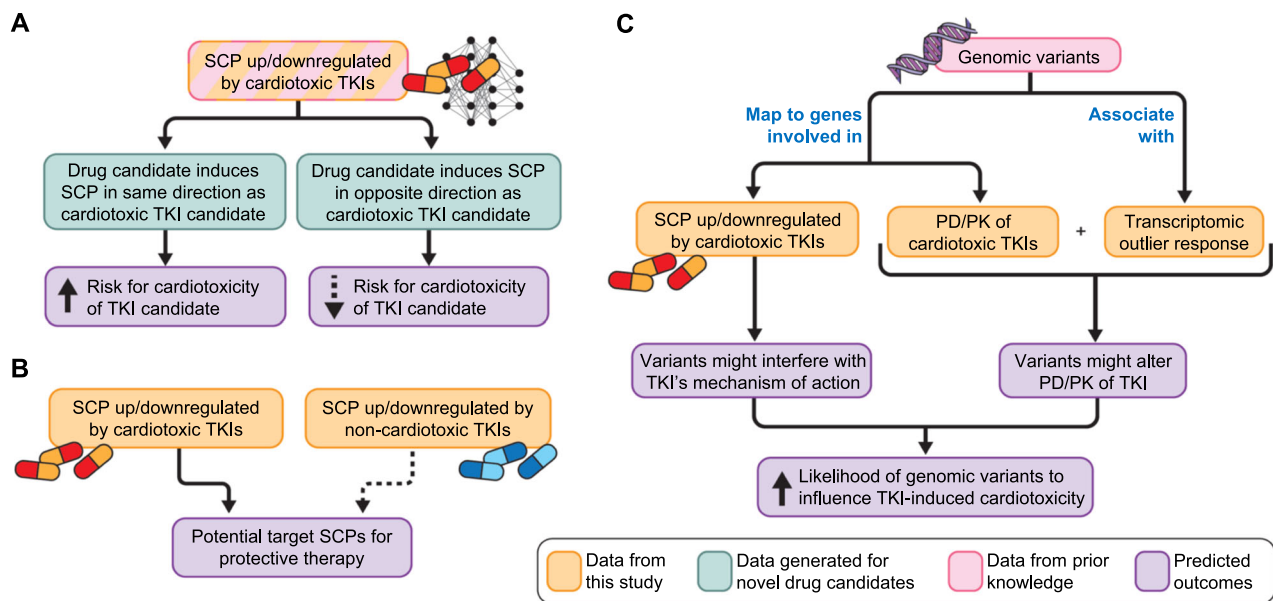 A
SCP up/downregulated
by cardiotoxic TKIs
Drug candidate induces
SCP in same direction as
cardiotoxic TKI candidate
Drug candidate induces SCP
in opposite direction as
cardiotoxic TKI candidate
Risk for cardiotoxicity
of TKI candidate
Risk for cardiotoxicity
of TKI candidate
B
SCP up/downregulated
by cardiotoxic TKIs
SCP up/downregulated by
non-cardiotoxic TKIs
Potential target SCPs for
protective therapy
C
Genomic variants
Map to genes
involved in
Associate
with
SCP up/downregulated
by cardiotoxic TKIs
PD/PK of
cardiotoxic TKIs
+
Transcriptomic
outlier response
Variants might interfere with
TKI's mechanism of action
Variants might alter
PD/PK of TKI
Likelihood of genomic variants to
influence TKI-induced cardiotoxicity
Data from
this study
Data generated for
novel drug candidates
Data from prior
knowledge
Predicted
outcomes